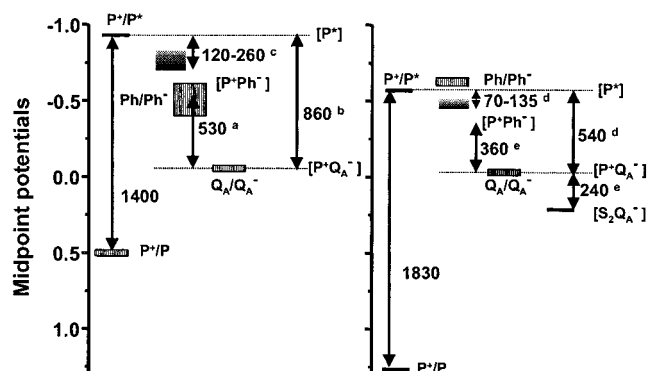 Midpoint potentials
-1.0
-0.5
0.0
0.5
1.0
P⁺/P*
[P*]
120-260 ᶜ
Ph/Ph⁻
[P⁺Ph⁻]
530 ᵃ
860 ᵇ
[P⁺Q_A⁻]
Q_A/Q_A⁻
1400
P⁺/P
P⁺/P*
Ph/Ph⁻
[P*]
70-135 ᵈ
[P⁺Ph⁻]
360 ᵉ
540 ᵈ
[P⁺Q_A⁻]
Q_A/Q_A⁻
240 ᵉ
[S₂Q_A⁻]
1830
P⁺/P